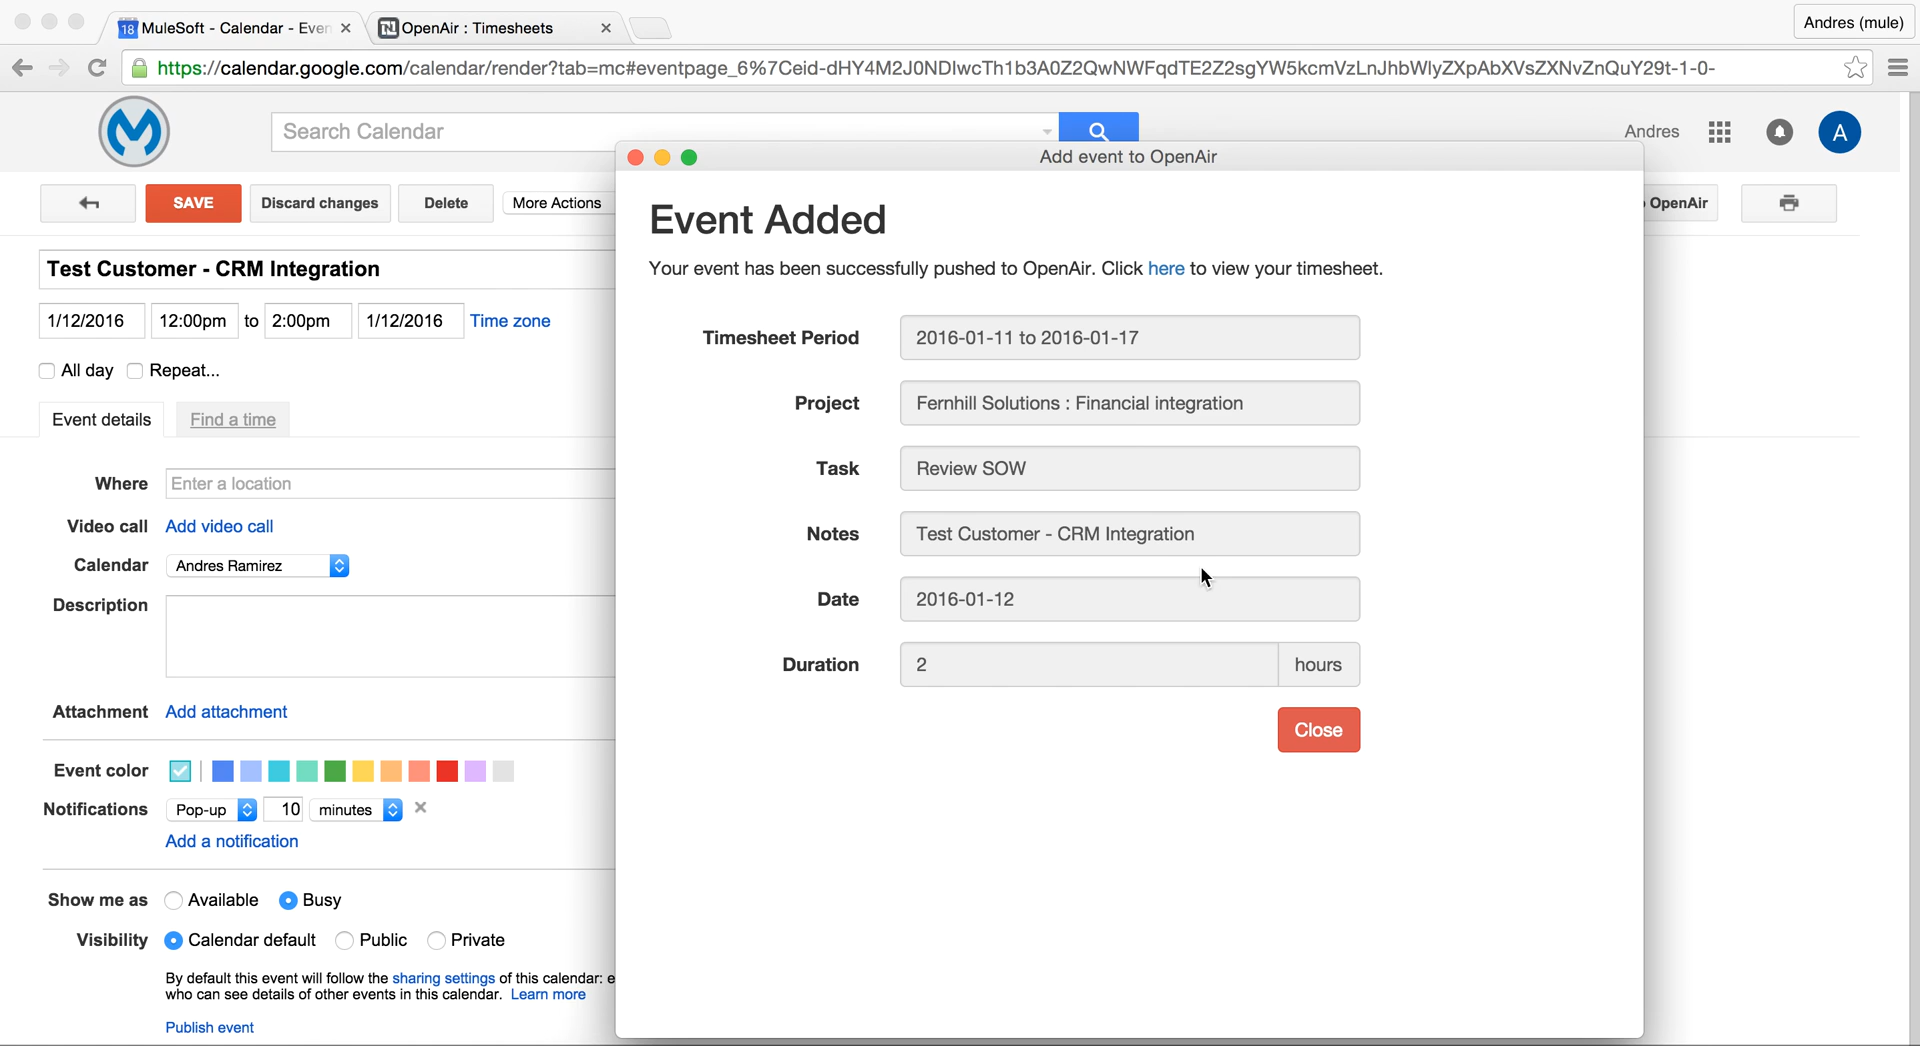 18 MuleSoft - Calendar - Even
OpenAir : Timesheets
Andres (mule)
https://calendar.google.com/calendar/render?tab=mc#eventpage_6%7Ceid-dHY4M2J0NDIwcTh1b3A0Z2QwNWFqdTE2Z2sgYW5kcmVzLnJhbWlyZXpAbXVsZXNvZnQuY29t-1-0-
Search Calendar
Andres
A
SAVE
Discard changes
Delete
More Actions
OpenAir
Test Customer - CRM Integration
1/12/2016 12:00pm to 2:00pm 1/12/2016 Time zone
All day Repeat...
Event details Find a time
Where Enter a location
Video call Add video call
Calendar Andres Ramirez
Description
Attachment Add attachment
Event color
Notifications Pop-up 10 minutes
Add a notification
Show me as Available Busy
Visibility Calendar default Public Private
By default this event will follow the sharing settings of this calendar: e
who can see details of other events in this calendar. Learn more
Publish event
Add event to OpenAir
Event Added
Your event has been successfully pushed to OpenAir. Click here to view your timesheet.
Timesheet Period 2016-01-11 to 2016-01-17
Project Fernhill Solutions : Financial integration
Task Review SOW
Notes Test Customer - CRM Integration
Date 2016-01-12
Duration 2 hours
Close